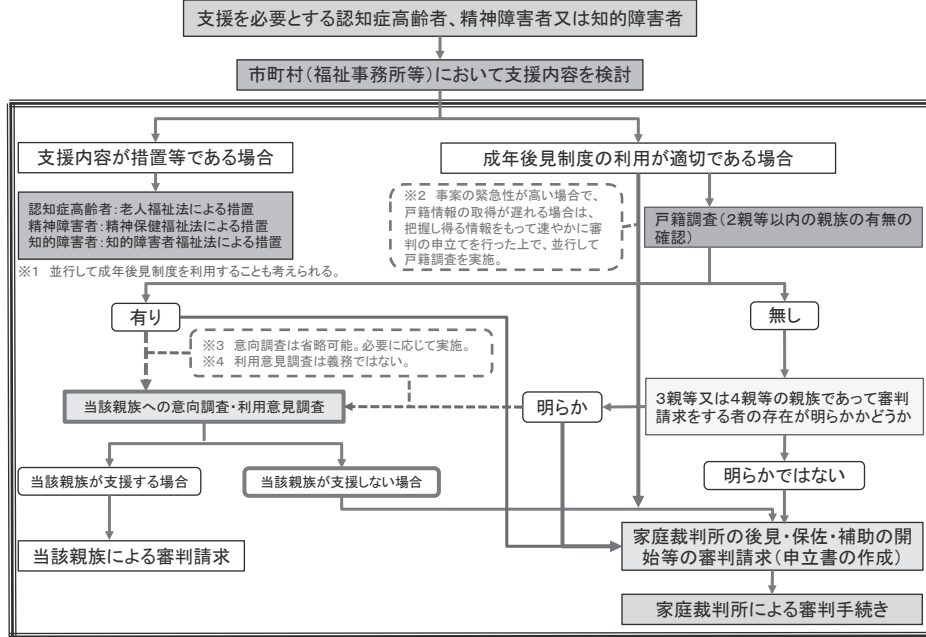 支援を必要とする認知症高齢者、精神障害者又は知的障害者
市町村(福祉事務所等)において支援内容を検討
支援内容が措置等である場合
成年後見制度の利用が適切である場合
認知症高齢者:老人福祉法による措置
精神障害者:精神保健福祉法による措置
知的障害者:知的障害者福祉法による措置
※1 並行して成年後見制度を利用することも考えられる。
※2 事案の緊急性が高い場合で、
戸籍情報の取得が遅れる場合は、
把握し得る情報をもって速やかに審
判の申立てを行った上で、並行して
戸籍調査を実施。
戸籍調査(2親等以内の親族の有無の
確認)
有り
無し
※3 意向調査は省略可能。必要に応じて実施。
※4 利用意見調査は義務ではない。
当該親族への意向調査・利用意見調査
明らか
3親等又は4親等の親族であって審判
請求をする者の存在が明らかかどうか
当該親族が支援する場合
当該親族が支援しない場合
明らかではない
当該親族による審判請求
家庭裁判所の後見・保佐・補助の開
始等の審判請求(申立書の作成)
家庭裁判所による審判手続き